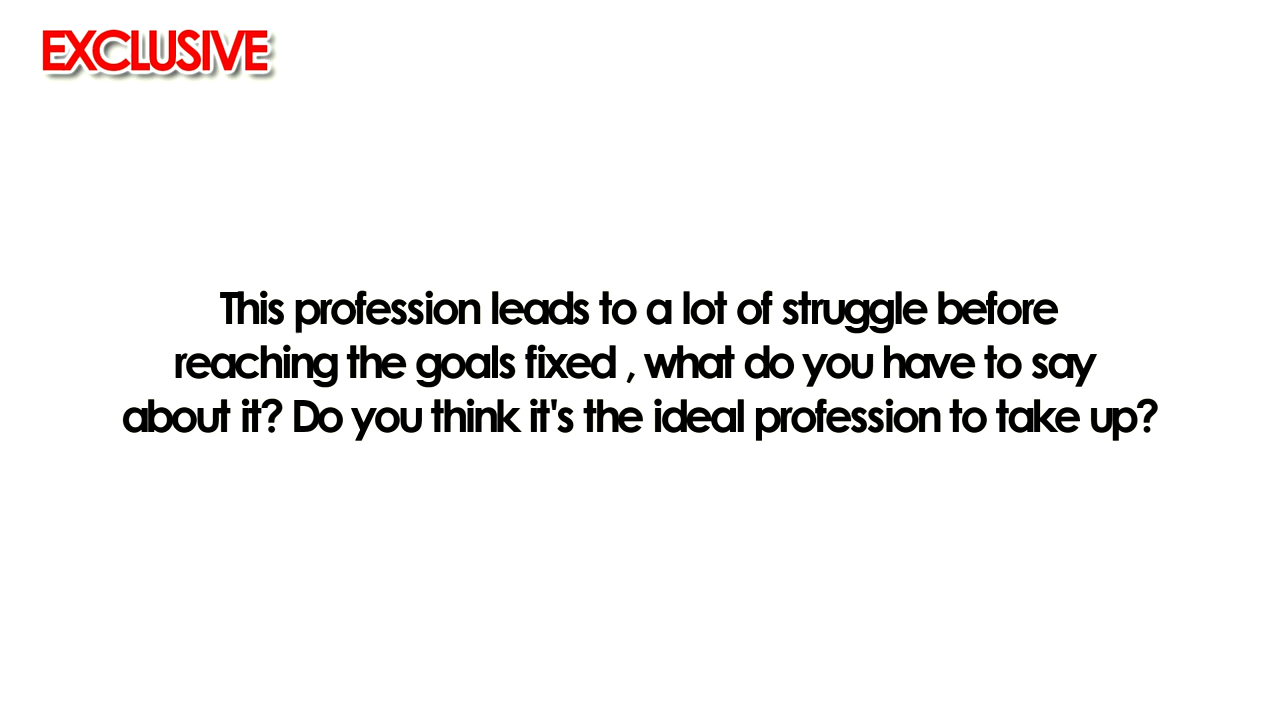 EXCLUSIVE
This profession leads to a lot of struggle before
reaching the goals fixed , what do you have to say
about it? Do you think it's the ideal profession to take up?